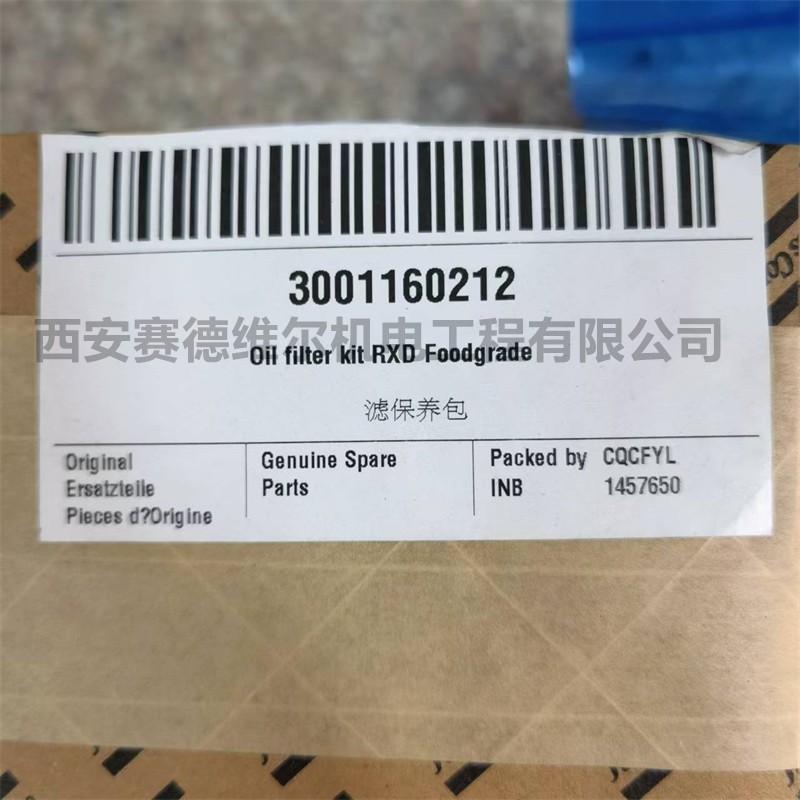 3001160212
西安赛德维尔机电工程有限公司
Oil filter kit RXD Foodgrade
滤保养包
Original
Ersatzteile
Pieces d?Origine
Genuine Spare
Parts
Packed by CQCFYL
INB 1457650